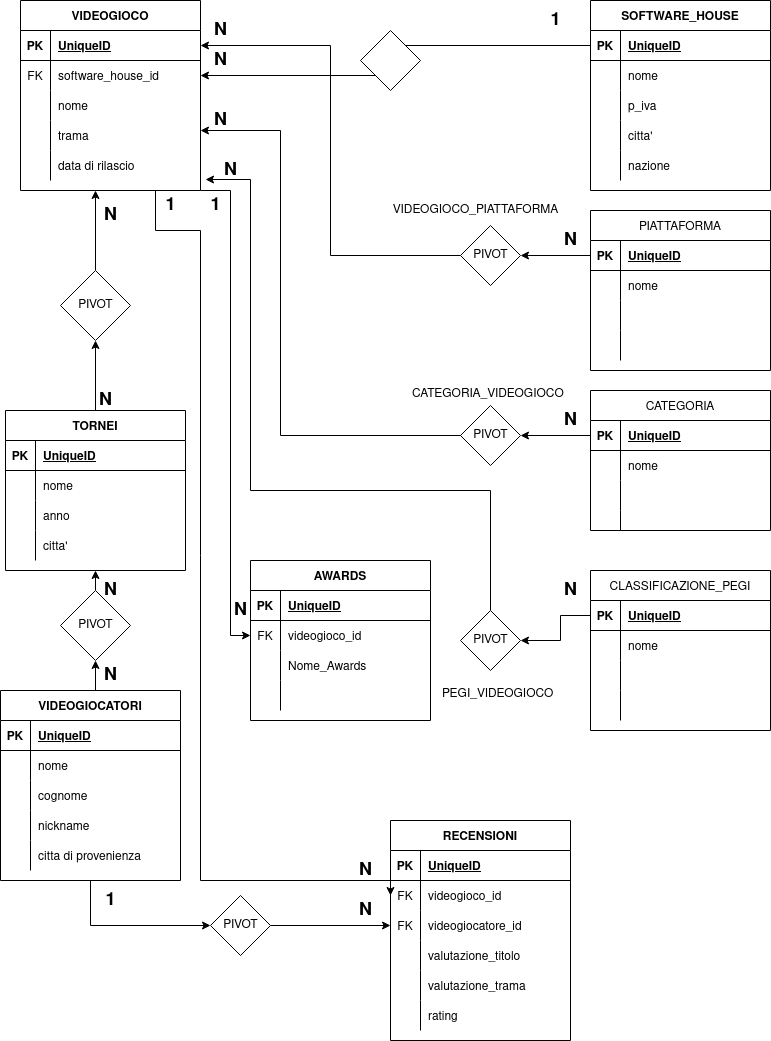 VIDEOGIOCO
PK UniqueID
FK software_house_id
nome
trama
data di rilascio
N
N
N
N
1
SOFTWARE_HOUSE
PK UniqueID
nome
p_iva
citta'
nazione
1
1
N
VIDEOGIOCO_PIATTAFORMA
PIVOT
N
PIATTAFORMA
PK UniqueID
nome
PIVOT
N
CATEGORIA_VIDEOGIOCO
PIVOT
N
CATEGORIA
PK UniqueID
nome
TORNEI
PK UniqueID
nome
anno
citta'
N
PIVOT
N
AWARDS
PK UniqueID
N
FK videogioco_id
Nome_Awards
PIVOT
PEGI_VIDEOGIOCO
N
CLASSIFICAZIONE_PEGI
PK UniqueID
nome
VIDEOGIOCATORI
PK UniqueID
nome
cognome
nickname
citta di provenienza
1
PIVOT
N
N
RECENSIONI
PK UniqueID
FK videogioco_id
FK videogiocatore_id
valutazione_titolo
valutazione_trama
rating